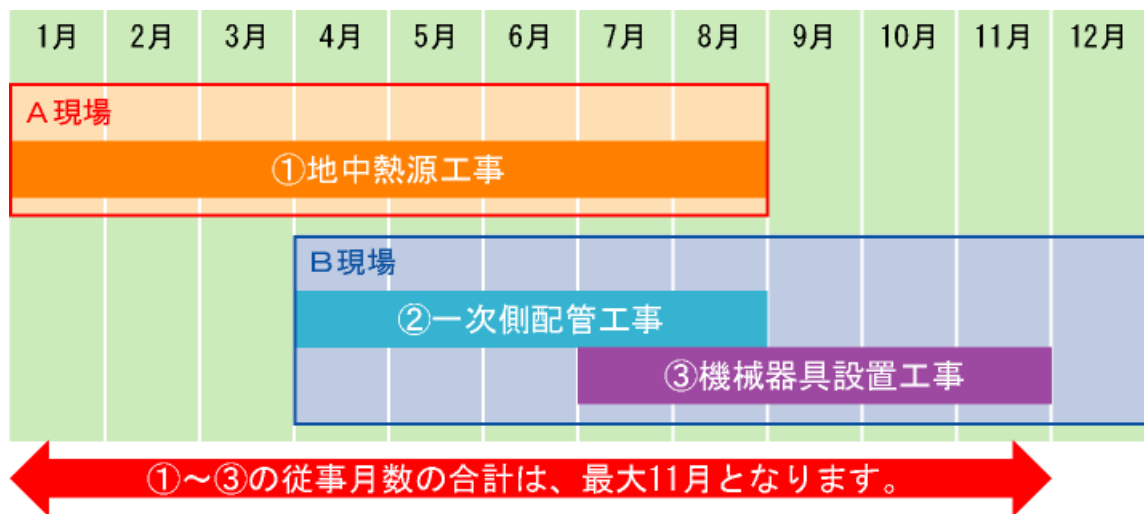 1月 2月 3月 4月 5月 6月 7月 8月 9月 10月 11月 12月
A現場
①地中熱源工事
B現場
②一次側配管工事
③機械器具設置工事
①～③の従事月数の合計は、最大11月となります。